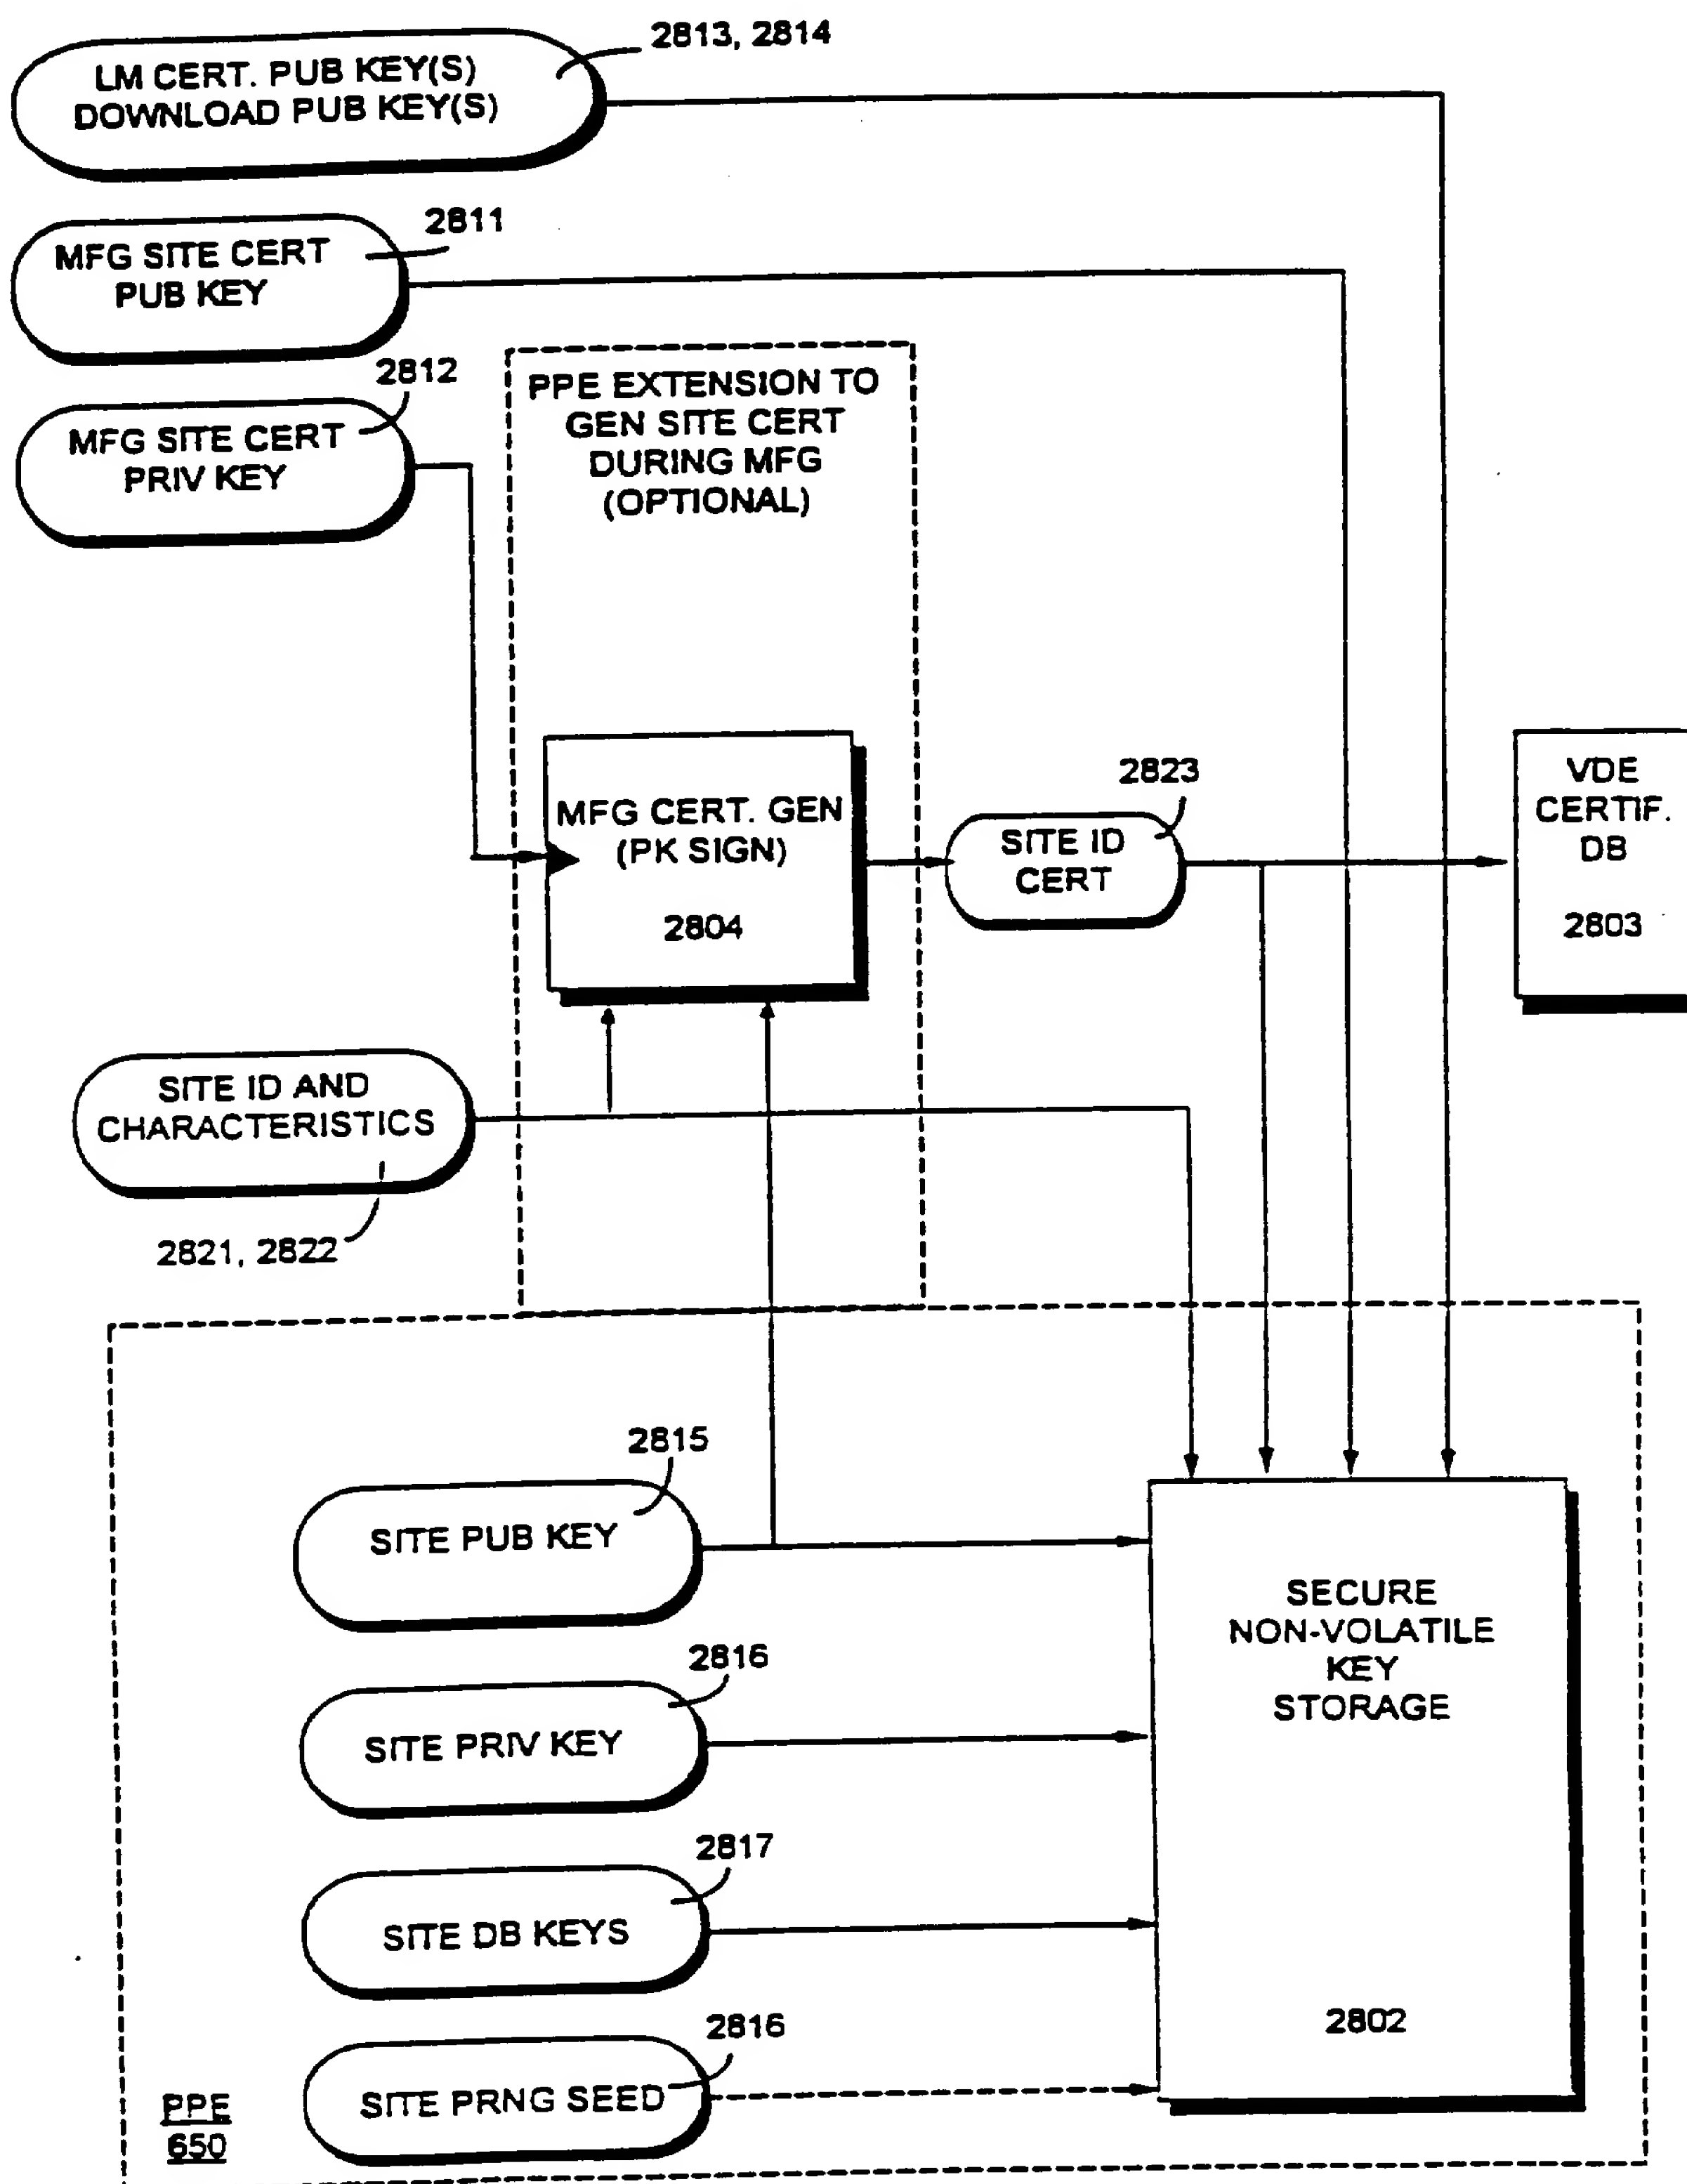 2813, 2814
LM CERT. PUB KEY(S)
DOWNLOAD PUB KEY(S)
2811
MFG SITE CERT
PUB KEY
2812
MFG SITE CERT
PRIV KEY
PPE EXTENSION TO
GEN SITE CERT
DURING MFG
(OPTIONAL)
MFG CERT. GEN
(PK SIGN)
2804
2823
SITE ID
CERT
VDE
CERTIF.
DB
2803
SITE ID AND
CHARACTERISTICS
2821, 2822
2815
SITE PUB KEY
2816
SITE PRIV KEY
2817
SITE DB KEYS
2816
SITE PRNG SEED
SECURE
NON-VOLATILE
KEY
STORAGE
2802
PPE
650